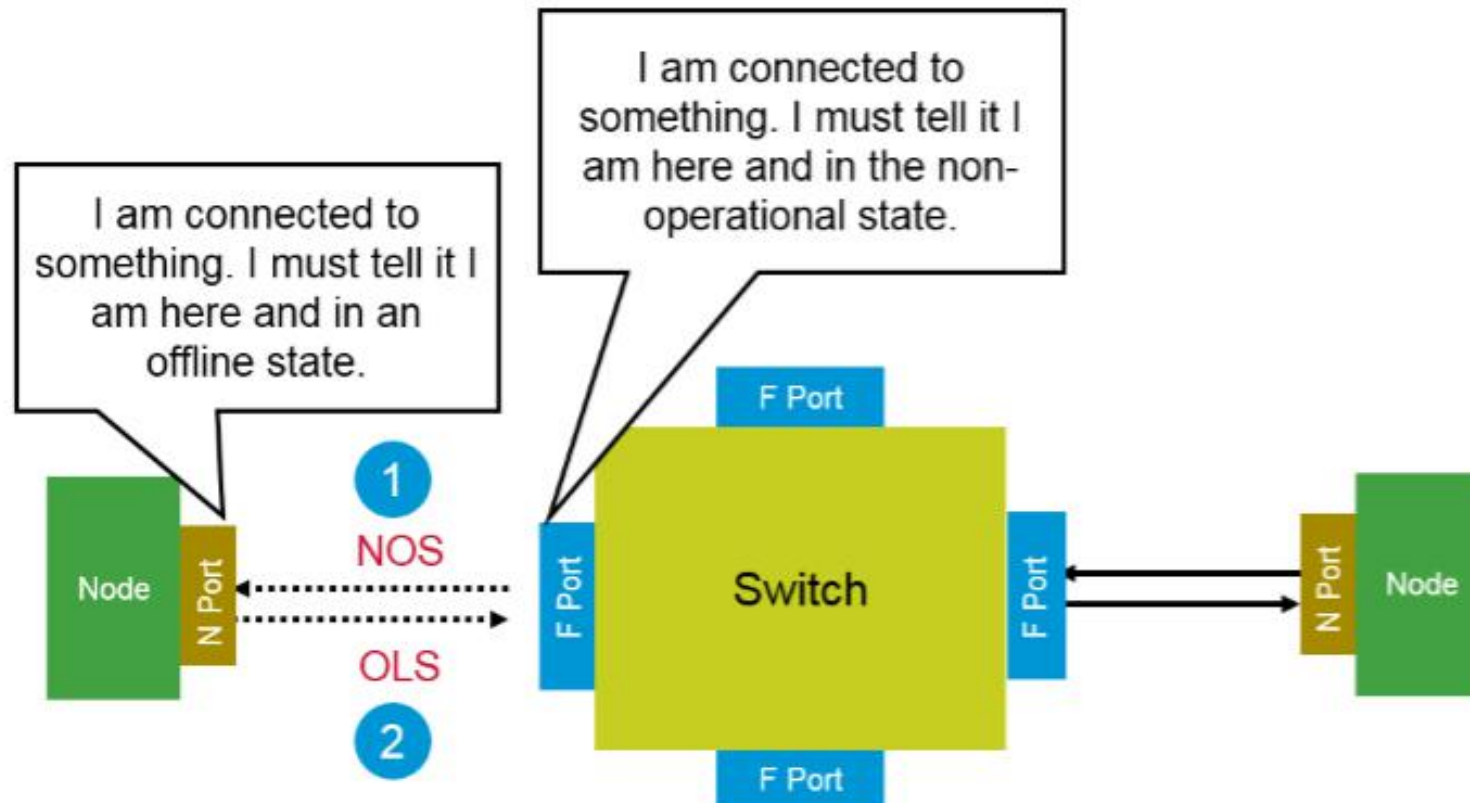 I am connected to
something. I must tell it I
am here and in the non-
operational state.
I am connected to
something. I must tell it I
am here and in an
offline state.
F Port
1
NOS
Node
N Port
F Port
Switch
F Port
N Port
Node
OLS
2
F Port